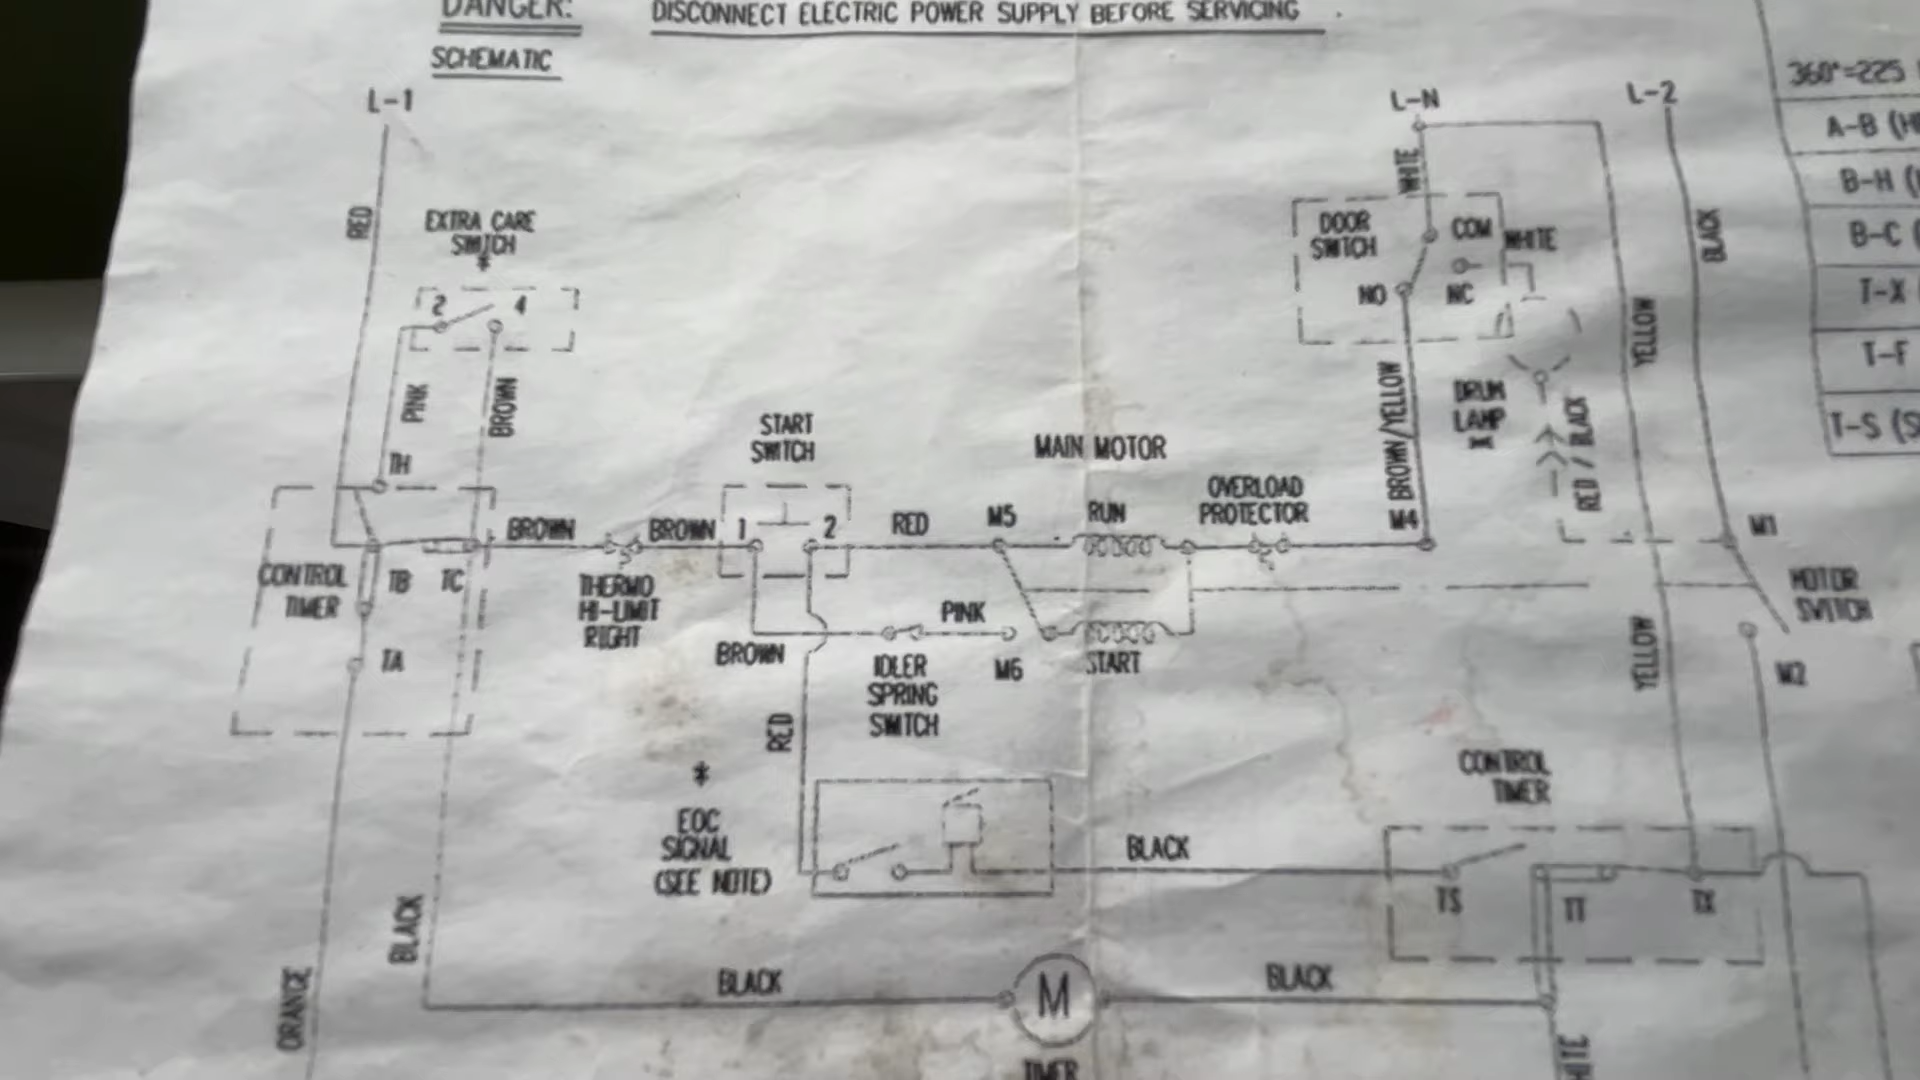 DANGER:
DISCONNECT ELECTRIC POWER SUPPLY BEFORE SERVICING
SCHEMATIC
L-1
L-N
L-2
360°=225
A-B
B-H
B-C
T-X
T-F
T-S
RED
EXTRA CARE
SWITCH
*
2
4
PINK
BROWN
TH
WHITE
DOOR
SWITCH
COM
WHITE
NO
NC
BROWN/YELLOW
DRUM
LAMP
RED / BLACK
YELLOW
BLACK
START
SWITCH
MAIN MOTOR
BROWN
BROWN
1
2
RED
M5
RUN
OVERLOAD
PROTECTOR
M4
M1
CONTROL
TIMER
TB
TC
THERMO
HI-LIMIT
RIGHT
MOTOR
SWITCH
TA
BROWN
PINK
IDLER
SPRING
SWITCH
M6
START
YELLOW
M2
RED
*
EOC
SIGNAL
(SEE NOTE)
BLACK
CONTROL
TIMER
TS
TT
TX
BLACK
ORANGE
BLACK
M
BLACK
TIMER